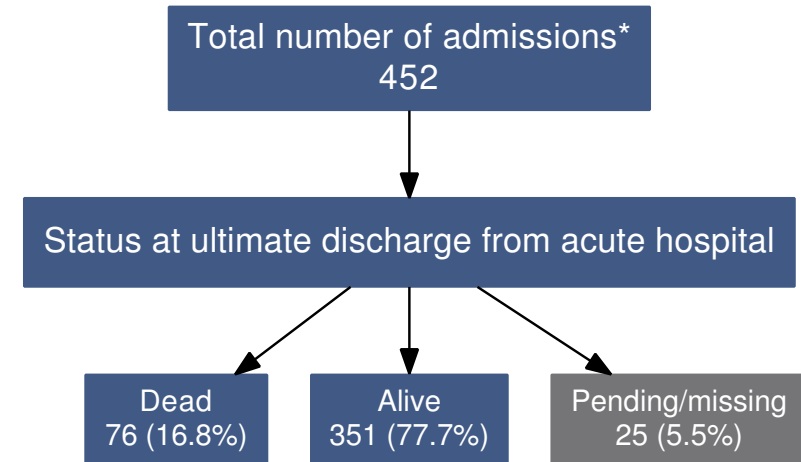 Total number of admissions*
452
Status at ultimate discharge from acute hospital
Dead
76 (16.8%)
Alive
351 (77.7%)
Pending/missing
25 (5.5%)